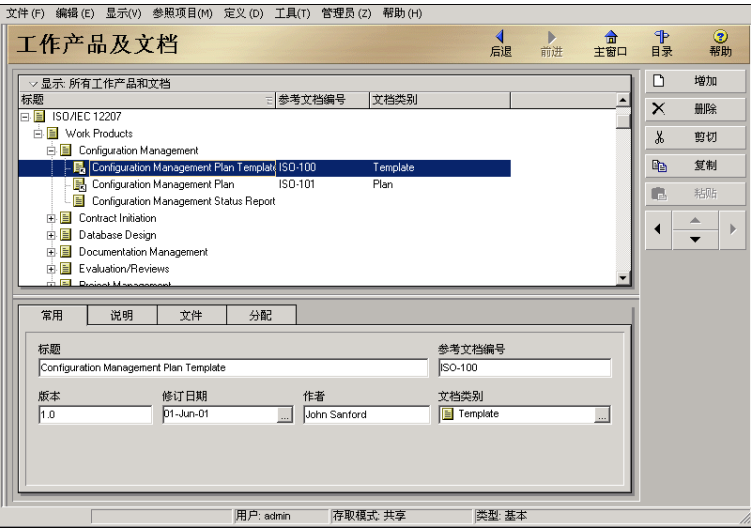 文件(F) 编辑(E) 显示(V) 参照项目(M) 定义(D) 工具(T) 管理员(Z) 帮助(H)
工作产品及文档 后退 前进 主窗口 目录 帮助
显示: 所有工作产品和文档
标题 参考文档编号 文档类别
ISO/IEC 12207
Work Products
Configuration Management
Configuration Management Plan Template ISO-100 Template
Configuration Management Plan ISO-101 Plan
Configuration Management Status Report
Contract Initiation
Database Design
Documentation Management
Evaluation/Reviews
Project Management
增加
删除
剪切
复制
粘贴
常用 说明 文件 分配
标题 参考文档编号
Configuration Management Plan Template ISO-100
版本 修订日期 作者 文档类别
1.0 01-Jun-01 ... John Sanford Template ...
用户: admin 存取模式: 共享 类型: 基本